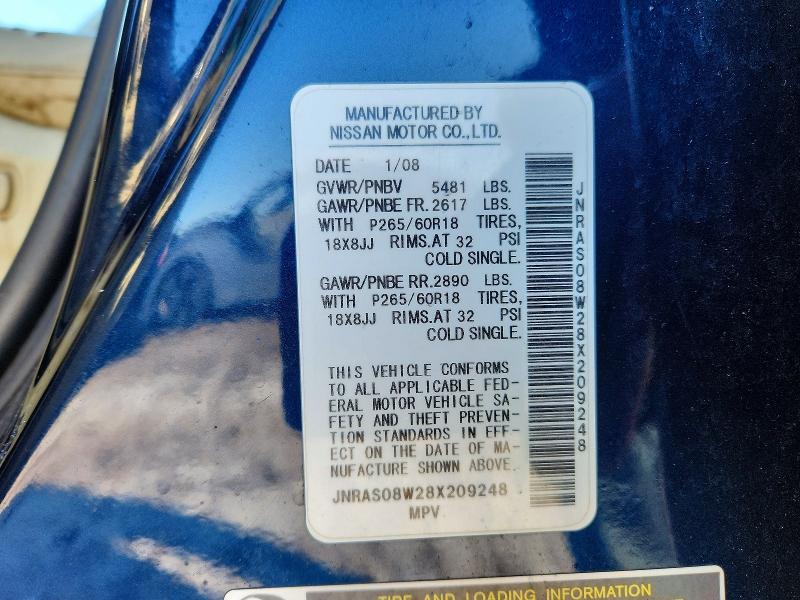 MANUFACTURED BY
NISSAN MOTOR CO.,LTD.
DATE 1/08
GVWR/PNBV 5481 LBS.
GAWR/PNBE FR.2617 LBS.
WITH P265/60R18 TIRES,
18X8JJ RIMS.AT 32 PSI
COLD SINGLE.
GAWR/PNBE RR.2890 LBS.
WITH P265/60R18 TIRES,
18X8JJ RIMS.AT 32 PSI
COLD SINGLE.
THIS VEHICLE CONFORMS
TO ALL APPLICABLE FED-
ERAL MOTOR VEHICLE SA-
FETY AND THEFT PREVEN-
TION STANDARDS IN EFF-
ECT ON THE DATE OF MA-
NUFACTURE SHOWN ABOVE.
JNRAS08W28X209248
MPV
JNRAS08W28X209248
TIRE AND LOADING INFORMATION